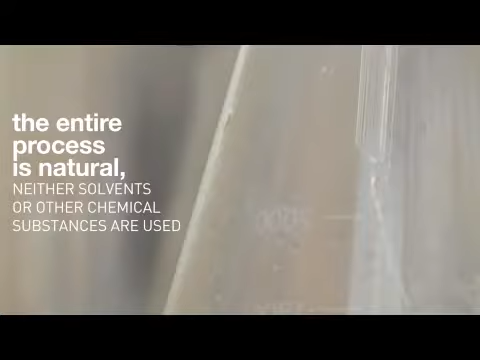 the entire
process
is natural,
NEITHER SOLVENTS
OR OTHER CHEMICAL
SUBSTANCES ARE USED